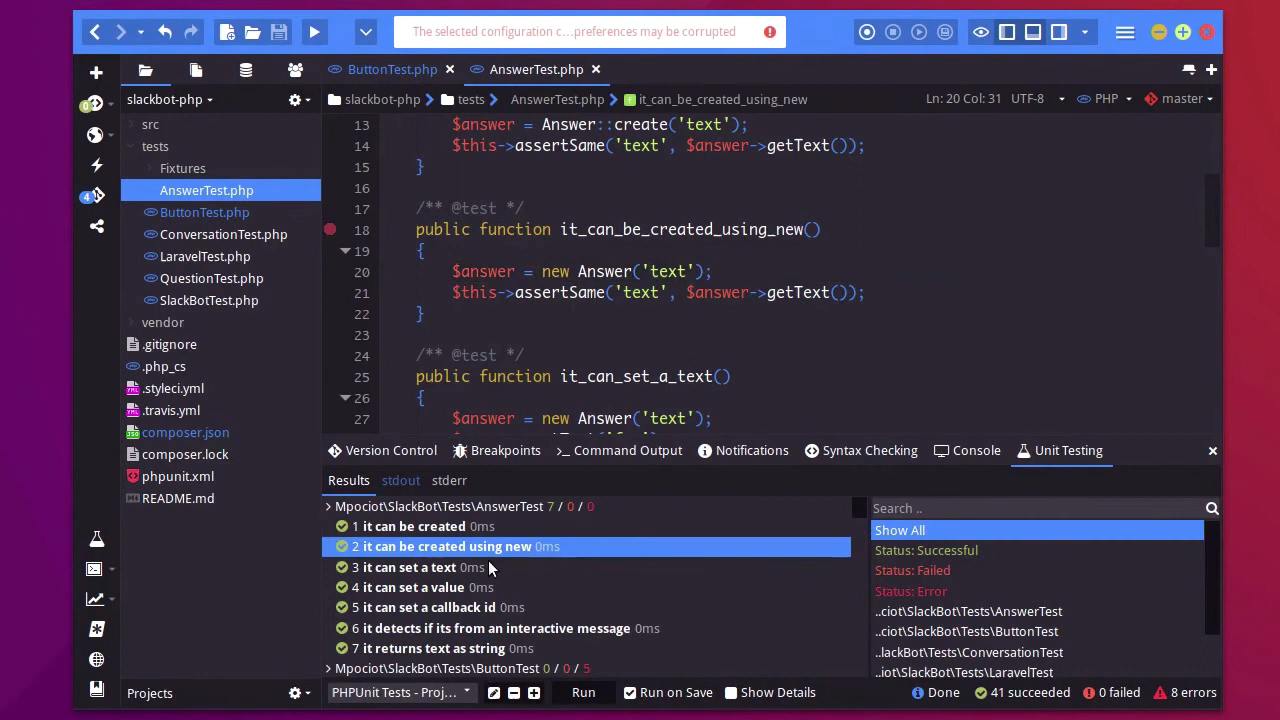 The selected configuration c...preferences may be corrupted
ButtonTest.php
AnswerTest.php
slackbot-php
slackbot-php
tests
AnswerTest.php
it_can_be_created_using_new
Ln: 20 Col: 31
UTF-8
PHP
master
0
4
src
tests
Fixtures
AnswerTest.php
ButtonTest.php
ConversationTest.php
LaravelTest.php
QuestionTest.php
SlackBotTest.php
vendor
.gitignore
.php_cs
.styleci.yml
.travis.yml
composer.json
composer.lock
phpunit.xml
README.md
Projects
13 $answer = Answer::create('text');
14 $this->assertSame('text', $answer->getText());
15 }
16
17 /** @test */
18 public function it_can_be_created_using_new()
19 {
20 $answer = new Answer('text');
21 $this->assertSame('text', $answer->getText());
22 }
23
24 /** @test */
25 public function it_can_set_a_text()
26 {
27 $answer = new Answer('text');
Version Control
Breakpoints
Command Output
Notifications
Syntax Checking
Console
Unit Testing
Results
stdout
stderr
Mpociot\SlackBot\Tests\AnswerTest 7 / 0 / 0
1 it can be created 0ms
2 it can be created using new 0ms
3 it can set a text 0ms
4 it can set a value 0ms
5 it can set a callback id 0ms
6 it detects if its from an interactive message 0ms
7 it returns text as string 0ms
Mpociot\SlackBot\Tests\ButtonTest 0 / 0 / 5
Search ..
Show All
Status: Successful
Status: Failed
Status: Error
..ciot\SlackBot\Tests\AnswerTest
..ciot\SlackBot\Tests\ButtonTest
..lackBot\Tests\ConversationTest
..iot\SlackBot\Tests\LaravelTest
PHPUnit Tests - Proj...
Run
Run on Save
Show Details
Done
41 succeeded
0 failed
8 errors